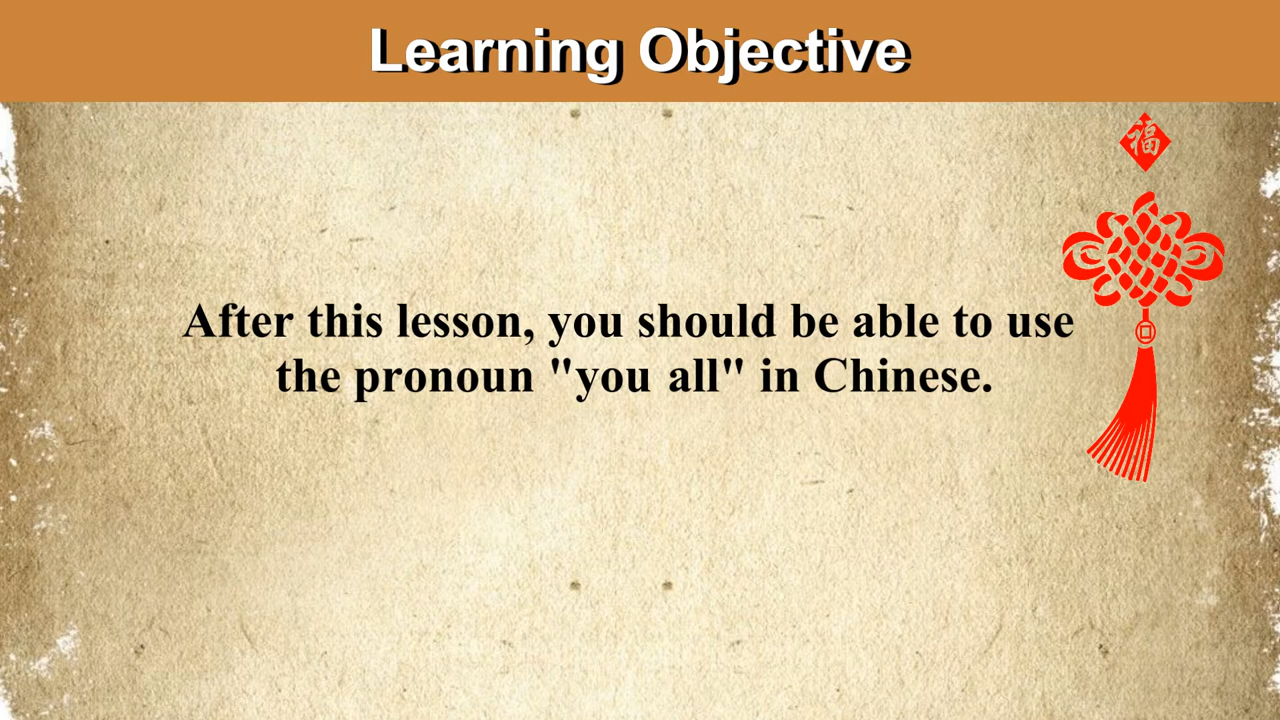 Learning Objective
福
After this lesson, you should be able to use
the pronoun "you all" in Chinese.